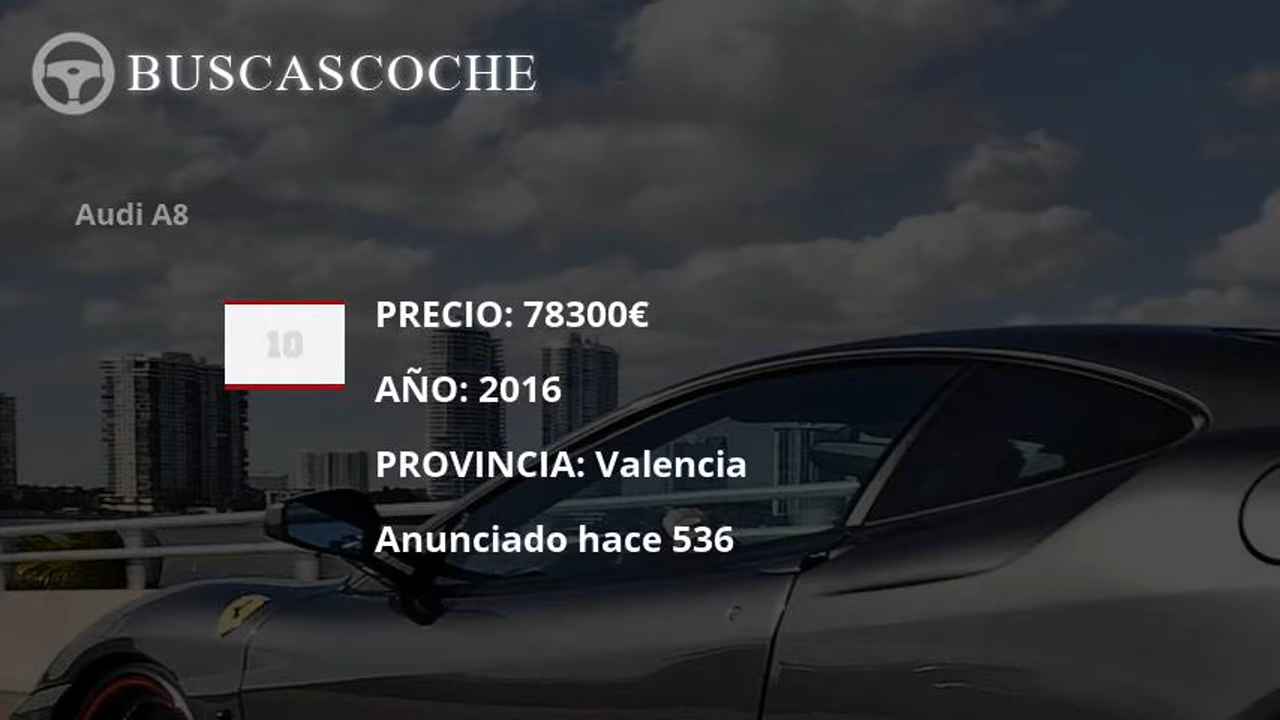 BUSCASCOCHE
Audi A8
10
PRECIO: 78300€
AÑO: 2016
PROVINCIA: Valencia
Anunciado hace 536